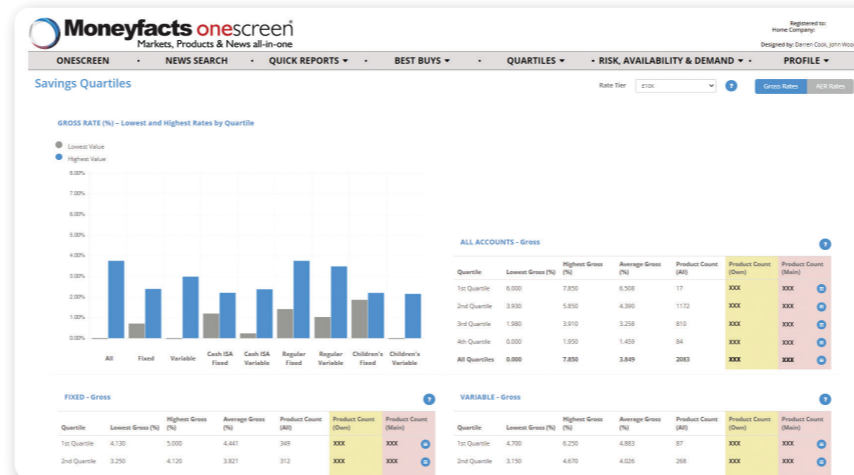 Moneyfacts onescreen
Markets, Products & News all-in-one
Registered to:
Home Company:
Designed by: Darren Cook, John Woo
ONESCREEN • NEWS SEARCH • QUICK REPORTS ▾ • BEST BUYS ▾ • QUARTILES ▾ • RISK, AVAILABILITY & DEMAND ▾ • PROFILE ▾
Savings Quartiles
Rate Tier £10K ? Gross Rates AER Rates
GROSS RATE (%) – Lowest and Highest Rates by Quartile
Lowest Value
Highest Value
8.00%
7.00%
6.00%
5.00%
4.00%
3.00%
2.00%
1.00%
0.00%
All Fixed Variable Cash ISA Fixed Cash ISA Variable Regular Fixed Regular Variable Children's Fixed Children's Variable
ALL ACCOUNTS - Gross ?
Quartile Lowest Gross (%) Highest Gross (%) Average Gross (%) Product Count (All) Product Count (Own) Product Count (Main)
1st Quartile 6.000 7.850 6.508 17 XXX XXX
2nd Quartile 3.930 5.850 4.390 1172 XXX XXX
3rd Quartile 1.980 3.910 3.258 810 XXX XXX
4th Quartile 0.000 1.950 1.459 84 XXX XXX
All Quartiles 0.000 7.850 3.849 2083 XXX XXX
FIXED - Gross ?
Quartile Lowest Gross (%) Highest Gross (%) Average Gross (%) Product Count (All) Product Count (Own) Product Count (Main)
1st Quartile 4.130 5.000 4.441 349 XXX XXX
2nd Quartile 3.250 4.120 3.821 312 XXX XXX
VARIABLE - Gross ?
Quartile Lowest Gross (%) Highest Gross (%) Average Gross (%) Product Count (All) Product Count (Own) Product Count (Main)
1st Quartile 4.700 6.250 4.883 87 XXX XXX
2nd Quartile 3.150 4.670 4.026 268 XXX XXX